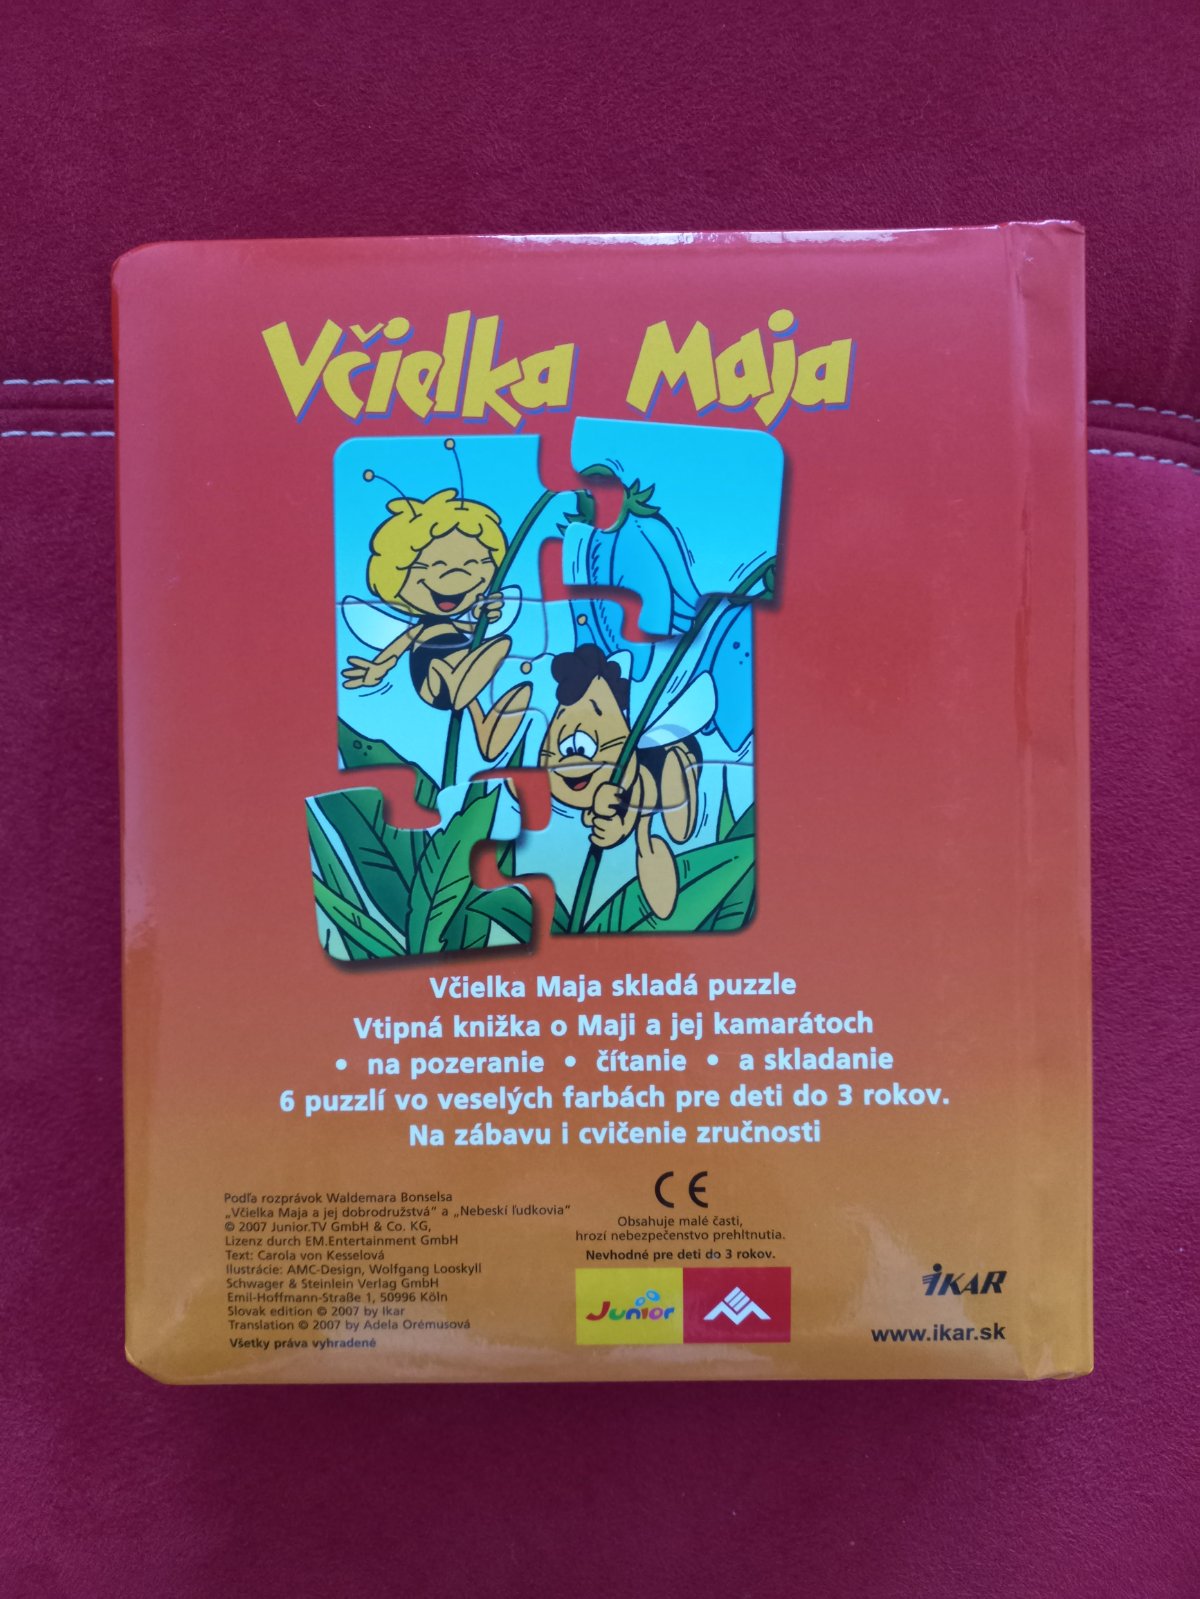 Včielka Maja
Včielka Maja skladá puzzle
Vtipná knižka o Maji a jej kamarátoch
• na pozeranie • čítanie • a skladanie
6 puzzlí vo veselých farbách pre deti do 3 rokov.
Na zábavu i cvičenie zručnosti
Podľa rozprávok Waldemara Bonselsa
„Včielka Maja a jej dobrodružstvá“ a „Nebeskí ľudkovia“
© 2007 Junior.TV GmbH & Co. KG,
Lizenz durch EM.Entertainment GmbH
Text: Carola von Kesselová
Ilustrácie: AMC-Design, Wolfgang Looskyll
Schwager & Steinlein Verlag GmbH
Emil-Hoffmann-Straße 1, 50996 Köln
Slovak edition © 2007 by Ikar
Translation © 2007 by Adela Orémusová
Všetky práva vyhradené
CE
Obsahuje malé časti,
hrozí nebezpečenstvo prehltnutia.
Nevhodné pre deti do 3 rokov.
Junior
IKAR
www.ikar.sk